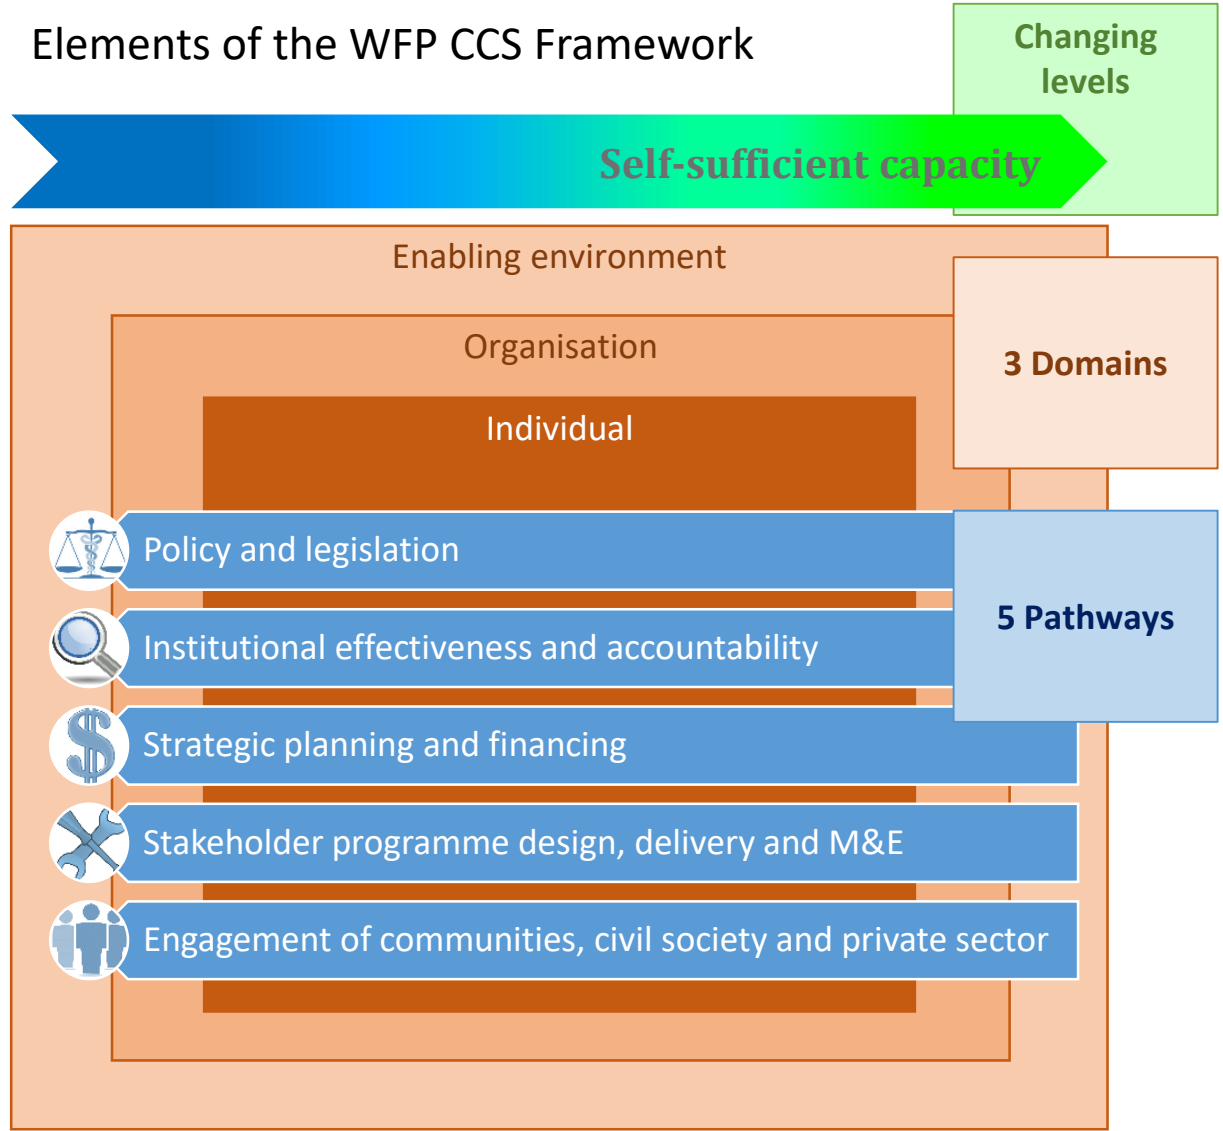 Elements of the WFP CCS Framework
Changing
levels
Self-sufficient capacity
Enabling environment
Organisation
3 Domains
Individual
Policy and legislation
5 Pathways
Institutional effectiveness and accountability
Strategic planning and financing
Stakeholder programme design, delivery and M&E
Engagement of communities, civil society and private sector